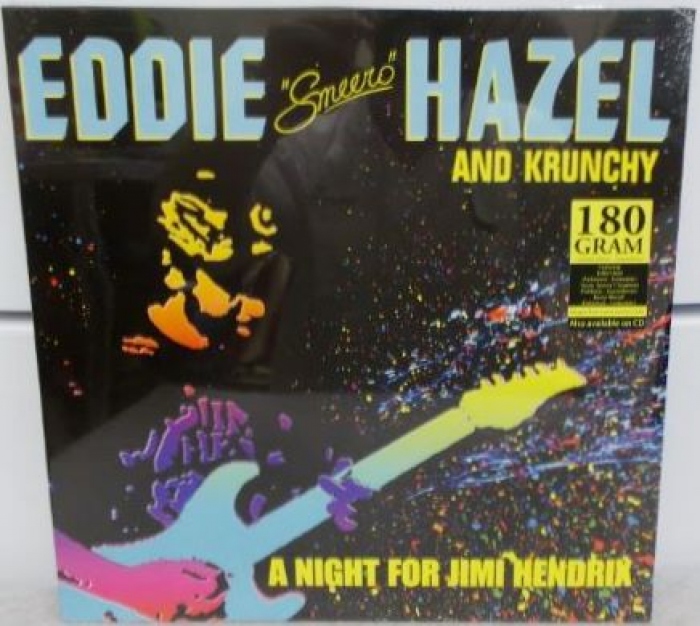 EDDIE "Smeero" HAZEL
AND KRUNCHY
180
GRAM
Also available on CD
A NIGHT FOR JIMI HENDRIX